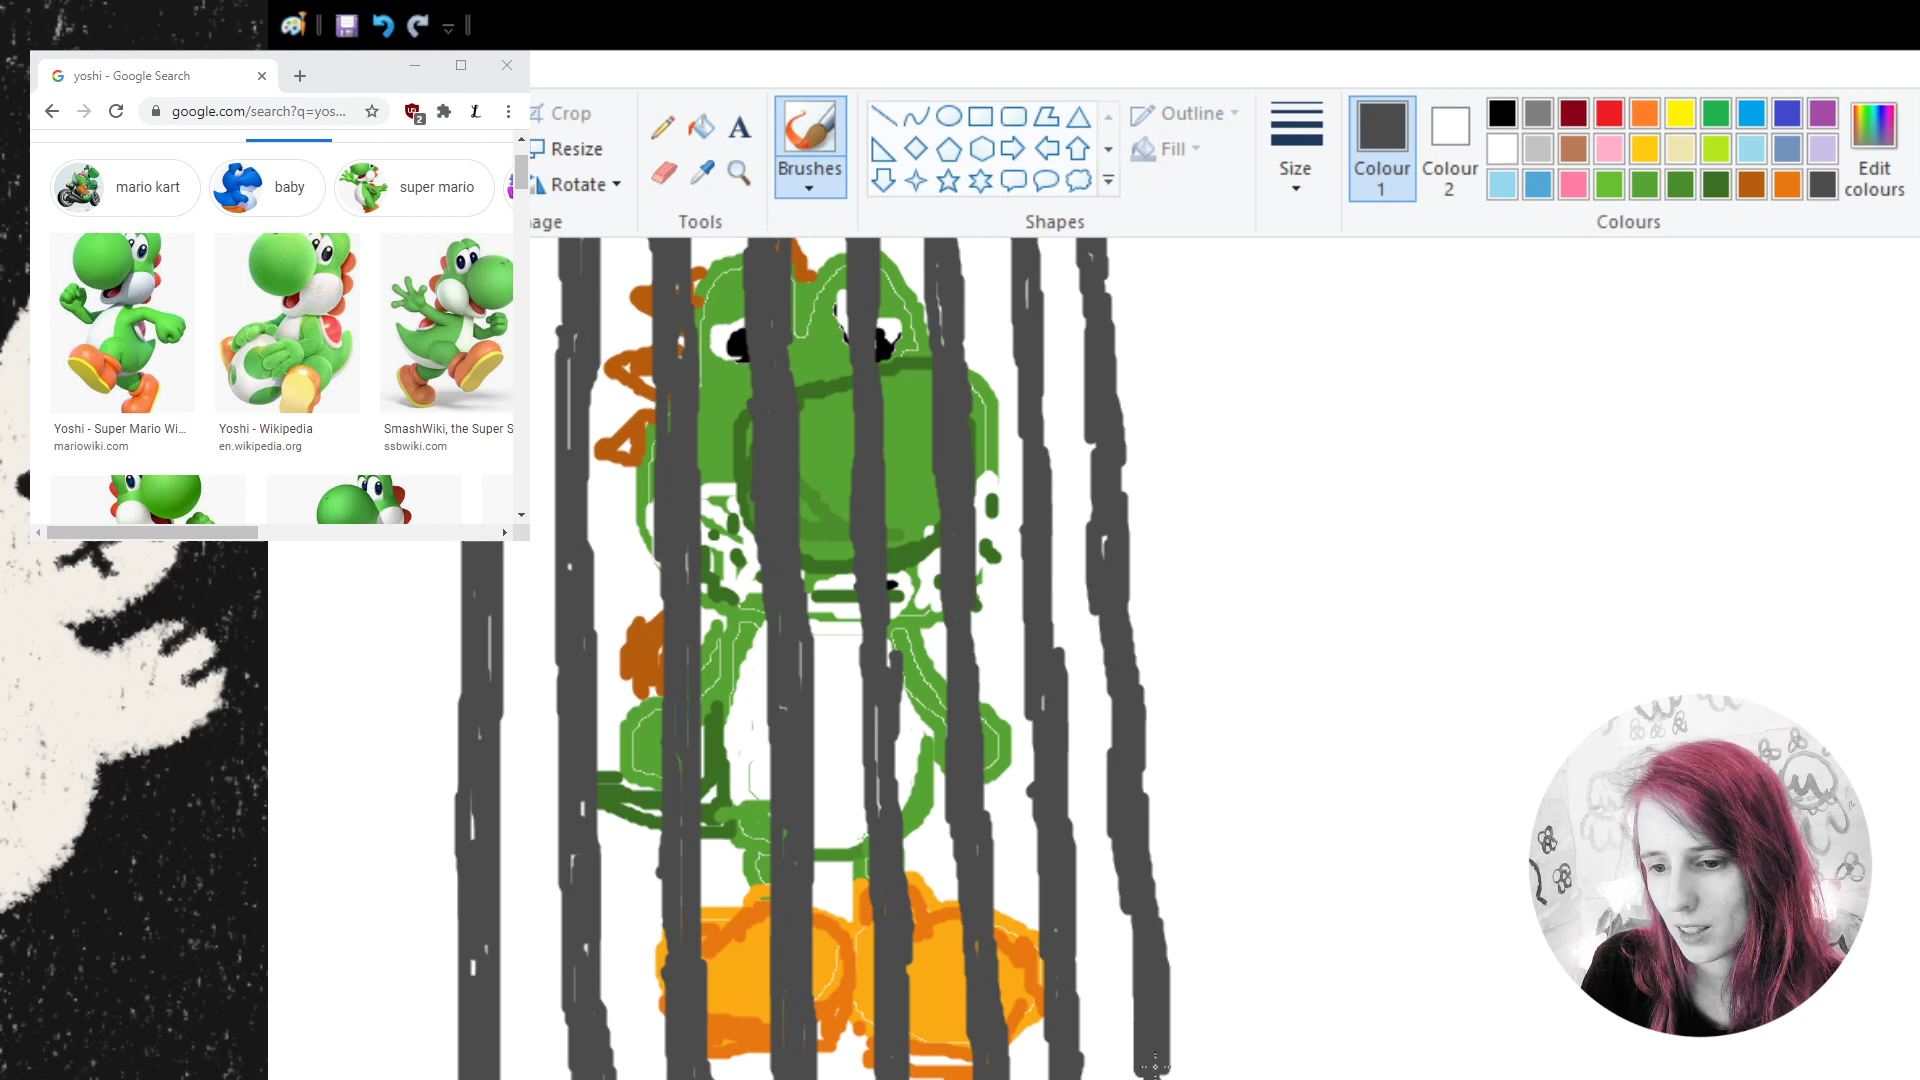 yoshi - Google Search
google.com/search?q=yos...
2
mario kart
baby
super mario
Yoshi - Super Mario Wi...
mariowiki.com
Yoshi - Wikipedia
en.wikipedia.org
SmashWiki, the Super S
ssbwiki.com
Crop
Resize
Rotate
age
A
Tools
Brushes
Shapes
Outline
Fill
Size
Colour
1
Colour
2
Edit
colours
Colours